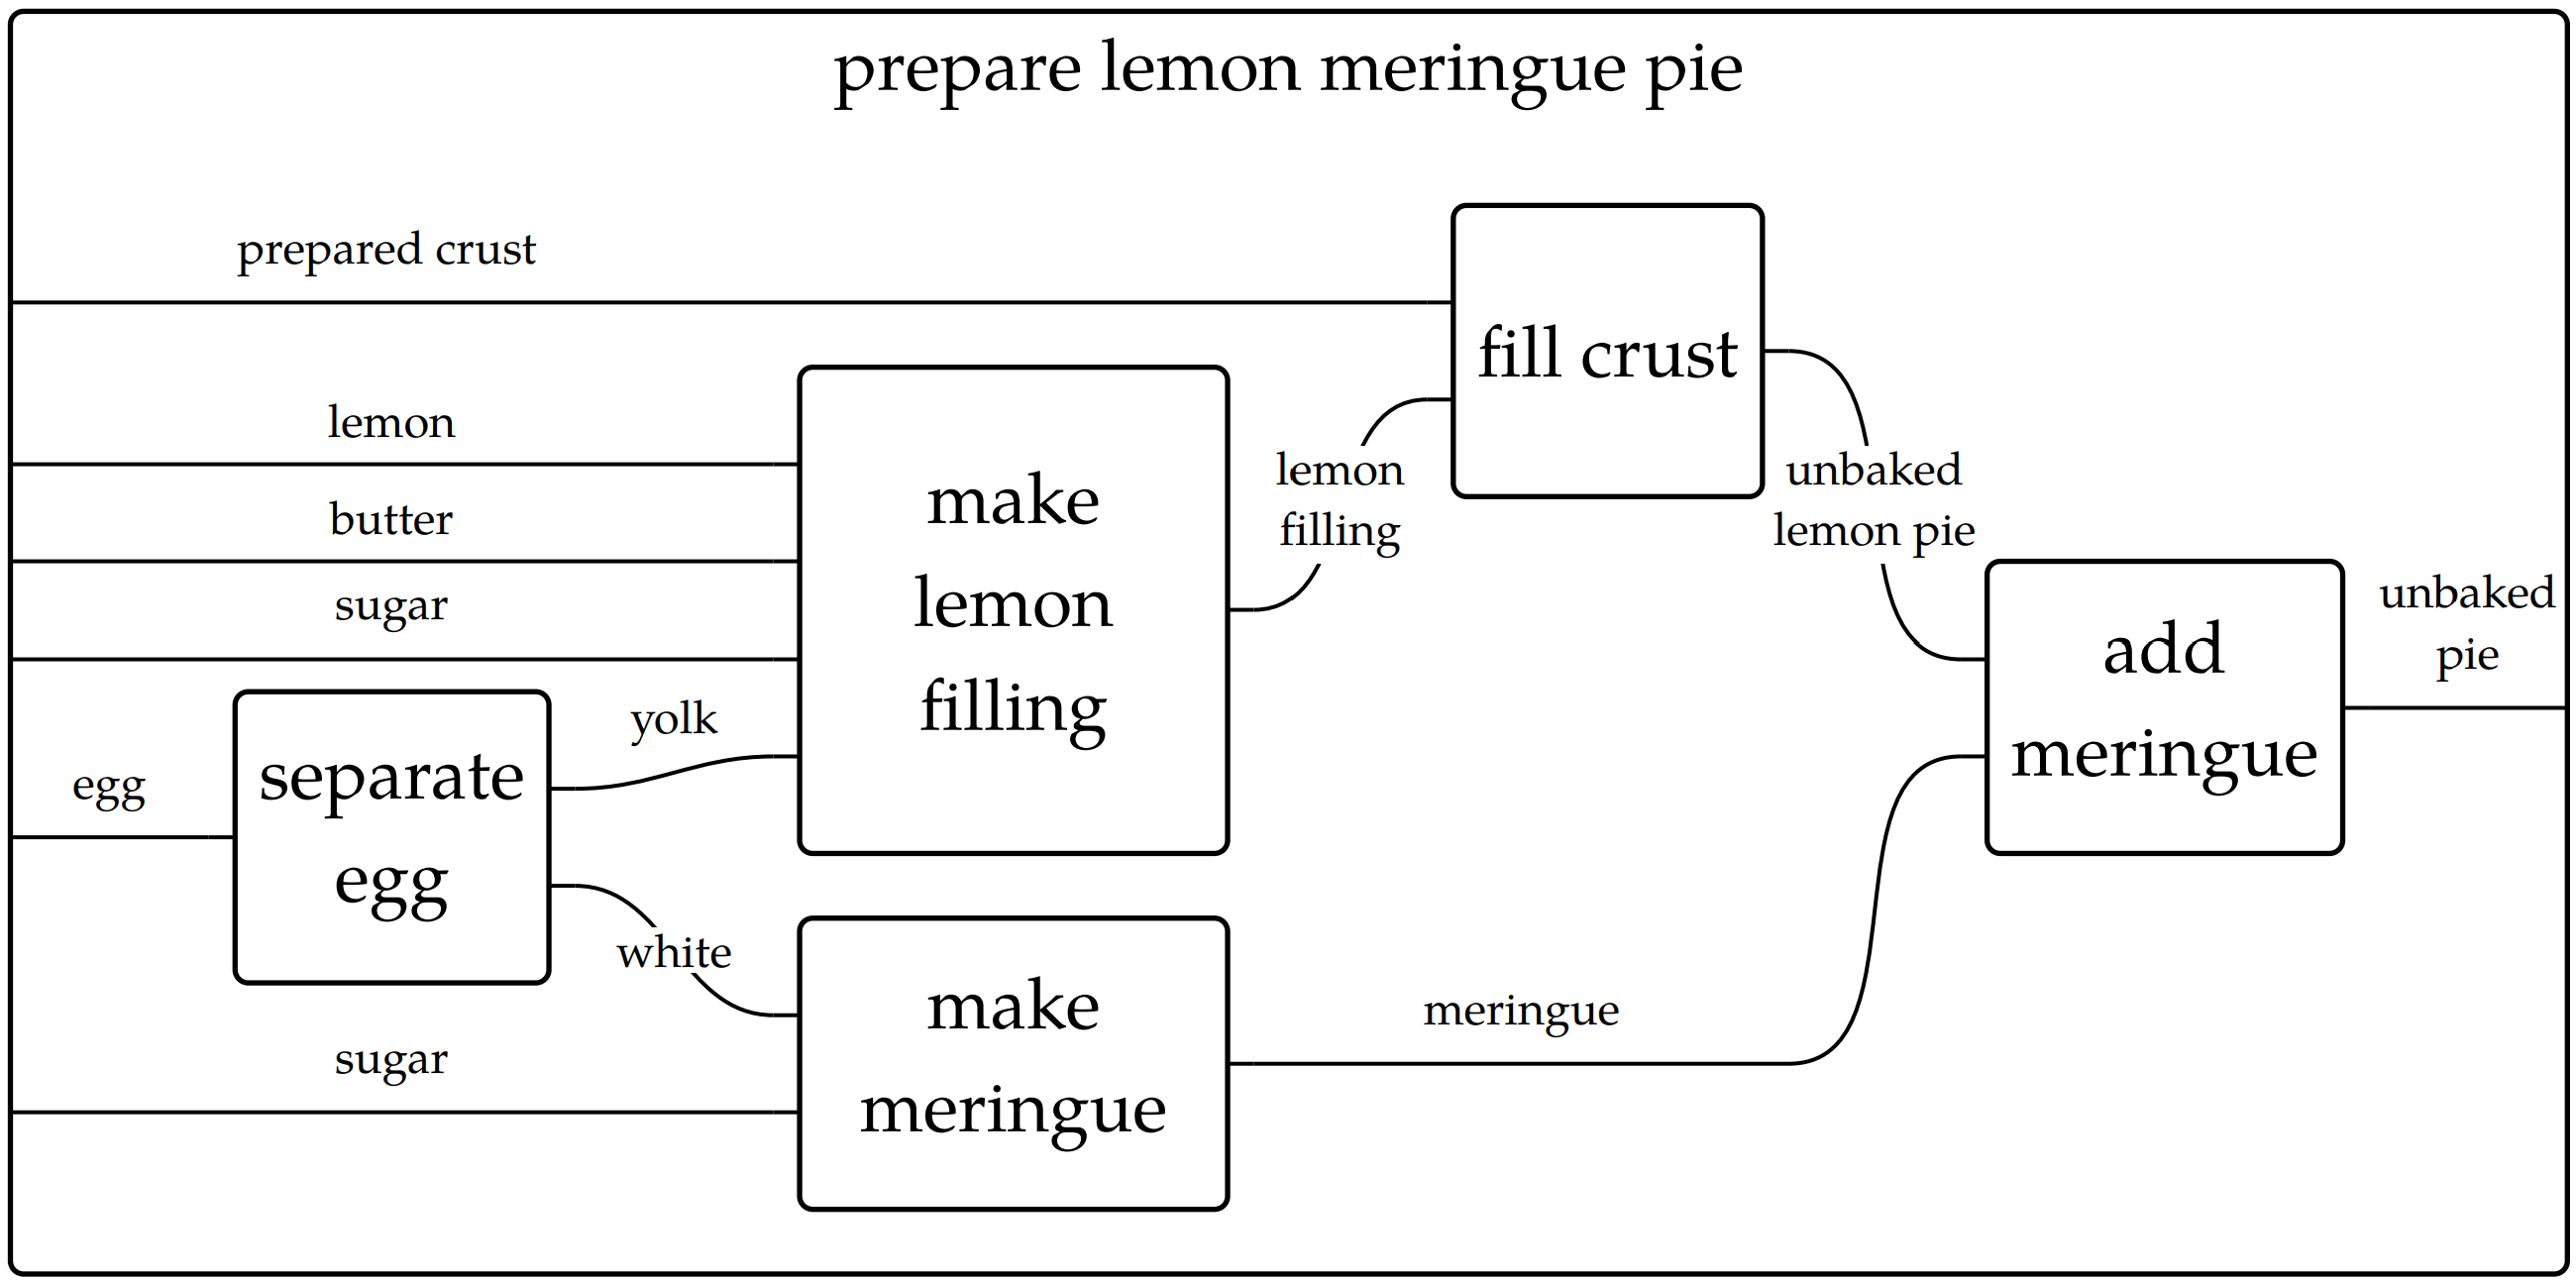 prepare lemon meringue pie
prepared crust
fill crust
lemon
butter
sugar
make
lemon
filling
lemon
filling
unbaked
lemon pie
yolk
egg
separate
egg
white
sugar
make
meringue
meringue
add
meringue
unbaked
pie